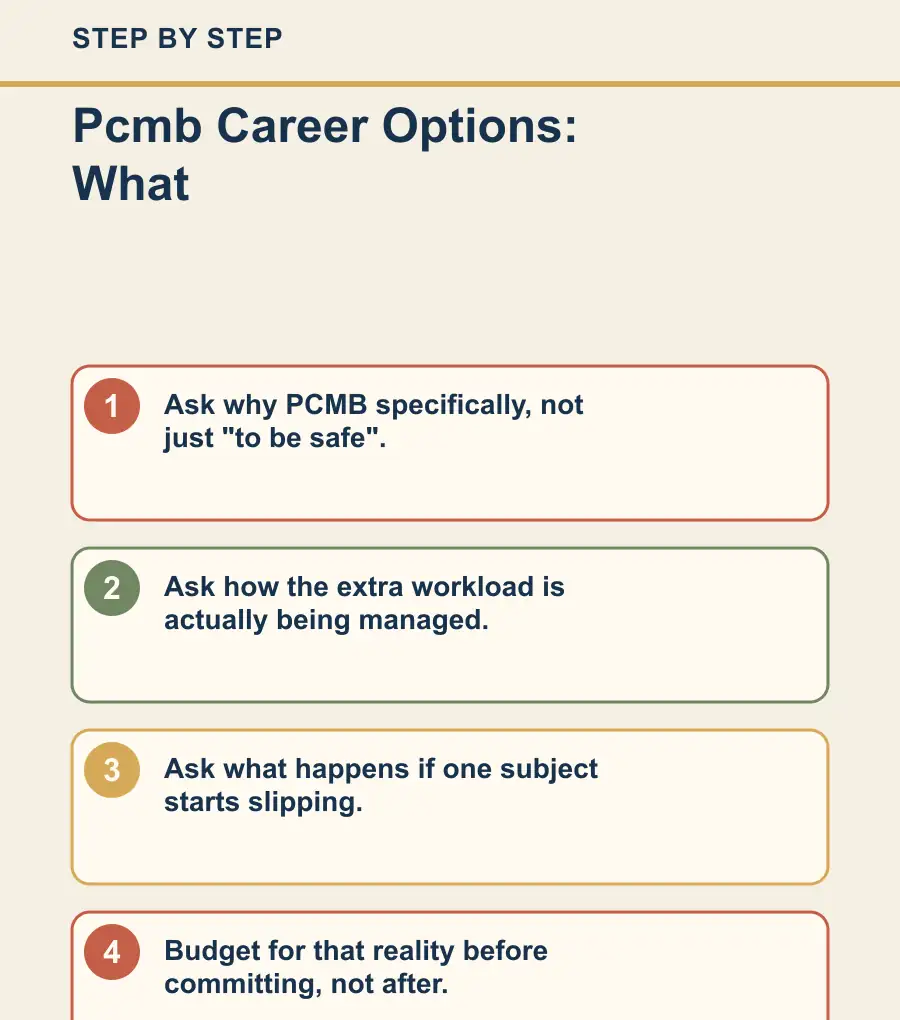 STEP BY STEP
Pcmb Career Options:
What
1
Ask why PCMB specifically, not
just "to be safe".
2
Ask how the extra workload is
actually being managed.
3
Ask what happens if one subject
starts slipping.
4
Budget for that reality before
committing, not after.